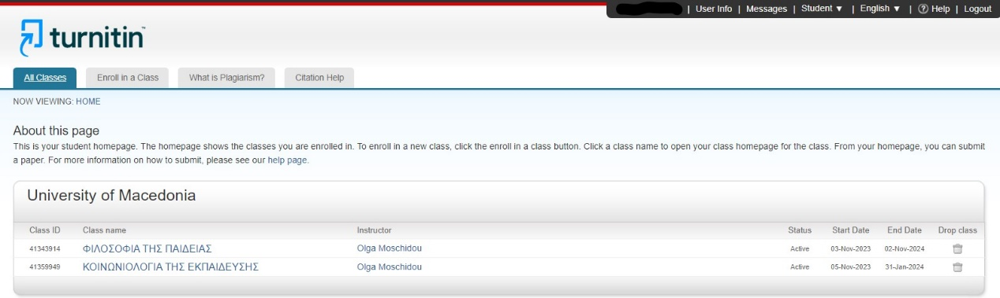 | User Info | Messages | Student ▼ | English ▼ | ? Help | Logout
turnitin™
All Classes Enroll in a Class What is Plagiarism? Citation Help
NOW VIEWING: HOME
About this page
This is your student homepage. The homepage shows the classes you are enrolled in. To enroll in a new class, click the enroll in a class button. Click a class name to open your class homepage for the class. From your homepage, you can submit
a paper. For more information on how to submit, please see our help page.
University of Macedonia
Class ID Class name Instructor Status Start Date End Date Drop class
41343914 ΦΙΛΟΣΟΦΙΑ ΤΗΣ ΠΑΙΔΕΙΑΣ Olga Moschidou Active 03-Nov-2023 02-Nov-2024
41359949 ΚΟΙΝΩΝΙΟΛΟΓΙΑ ΤΗΣ ΕΚΠΑΙΔΕΥΣΗΣ Olga Moschidou Active 05-Nov-2023 31-Jan-2024